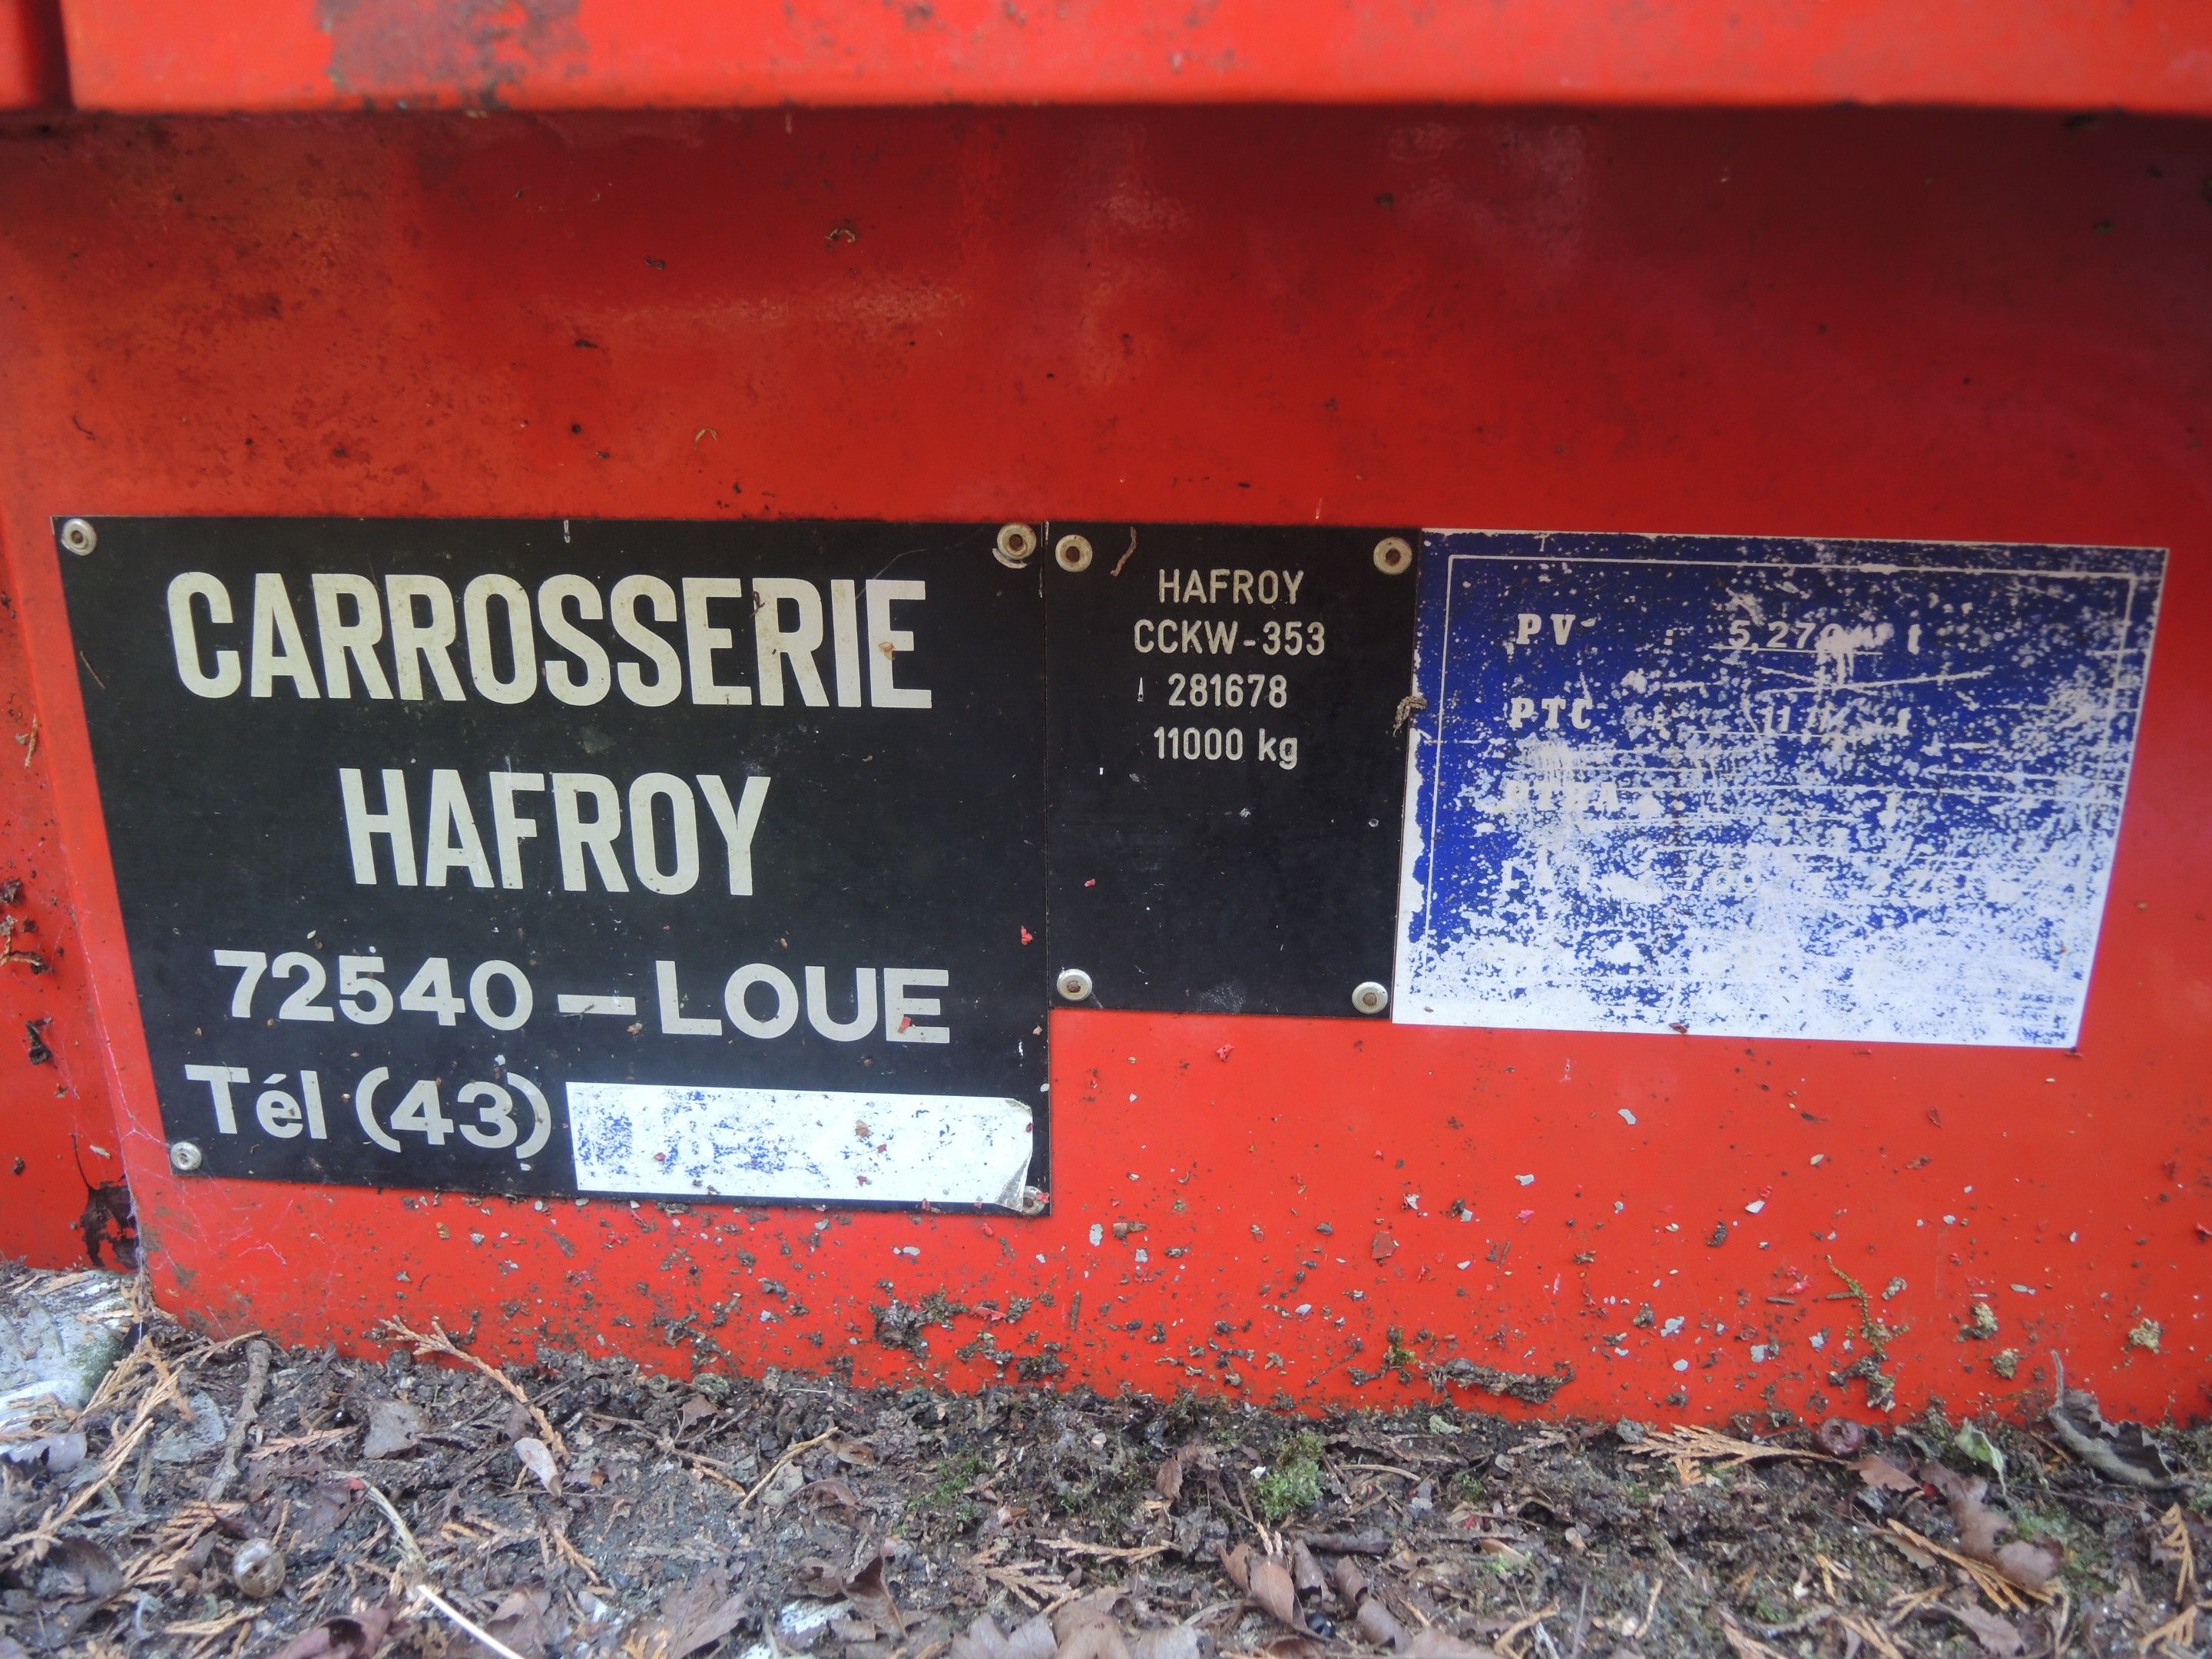 CARROSSERIE
HAFROY
72540 – LOUE
Tél (43)
HAFROY
CCKW-353
281678
11000 kg
PV : t
PTC : t